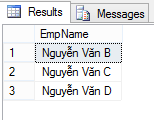 Results Messages
EmpName
1 Nguyễn Văn B
2 Nguyễn Văn C
3 Nguyễn Văn D